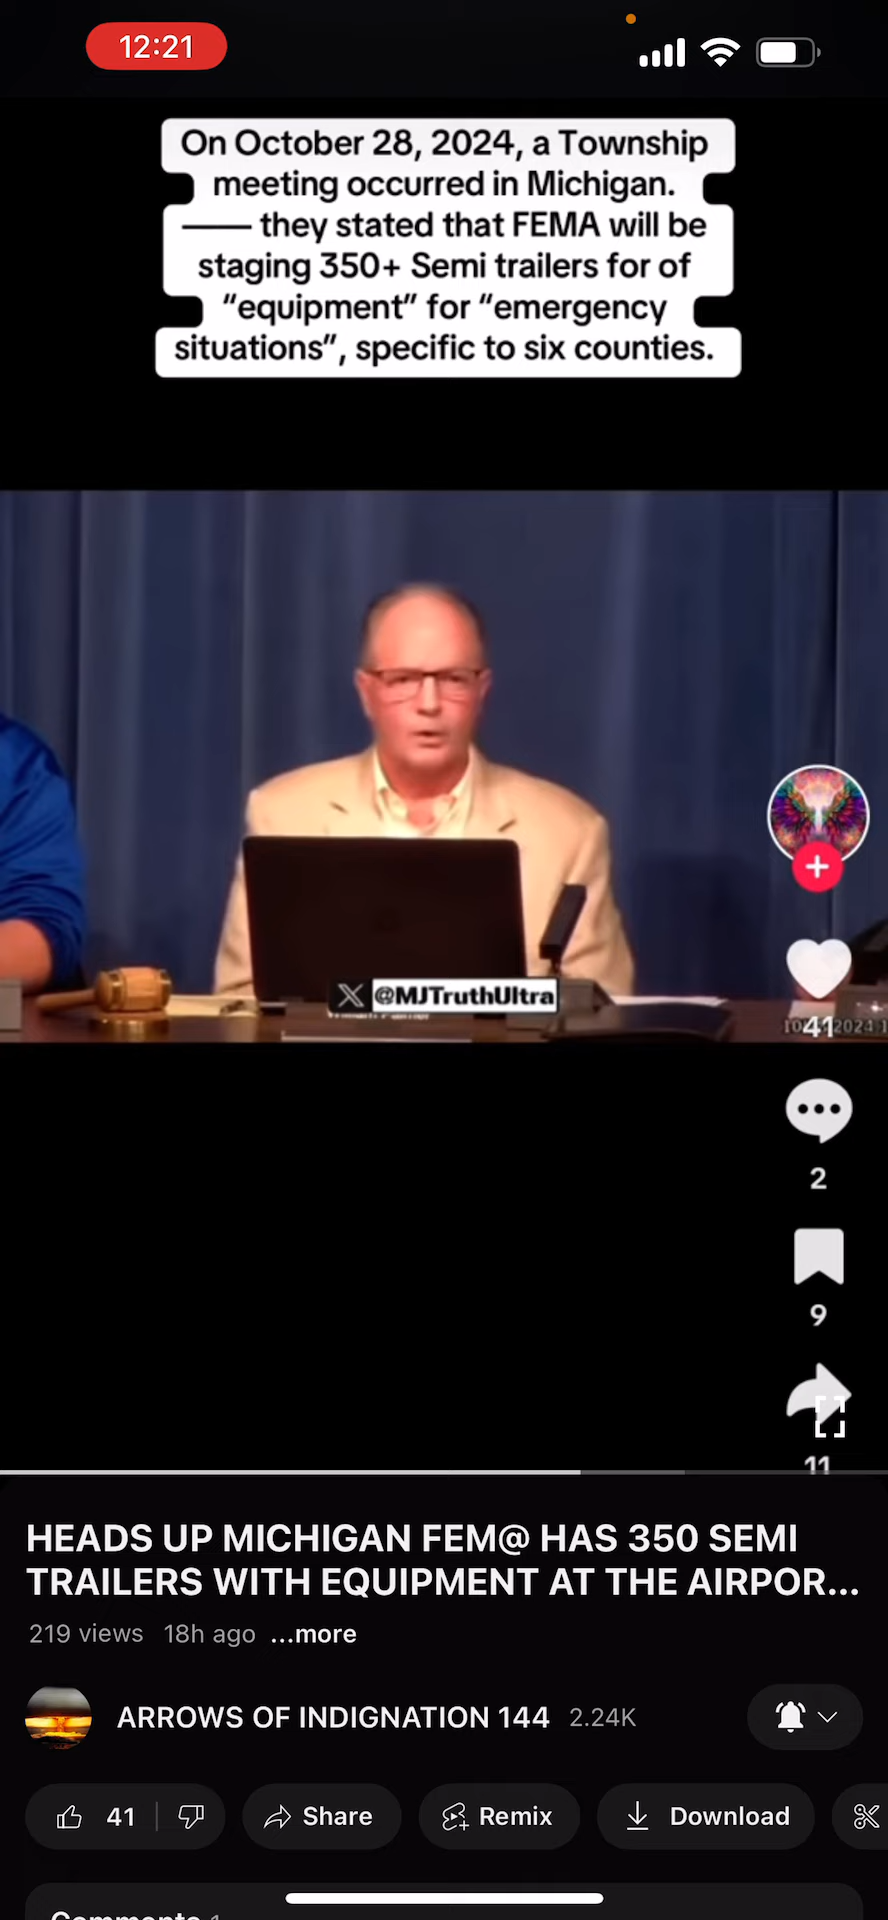 12:21
On October 28, 2024, a Township
meeting occurred in Michigan.
—— they stated that FEMA will be
staging 350+ Semi trailers for of
“equipment” for “emergency
situations”, specific to six counties.
X @MJTruthUltra
41
2
9
11
HEADS UP MICHIGAN FEM@ HAS 350 SEMI
TRAILERS WITH EQUIPMENT AT THE AIRPOR...
219 views 18h ago ...more
ARROWS OF INDIGNATION 144 2.24K
41 Share Remix Download
Comments